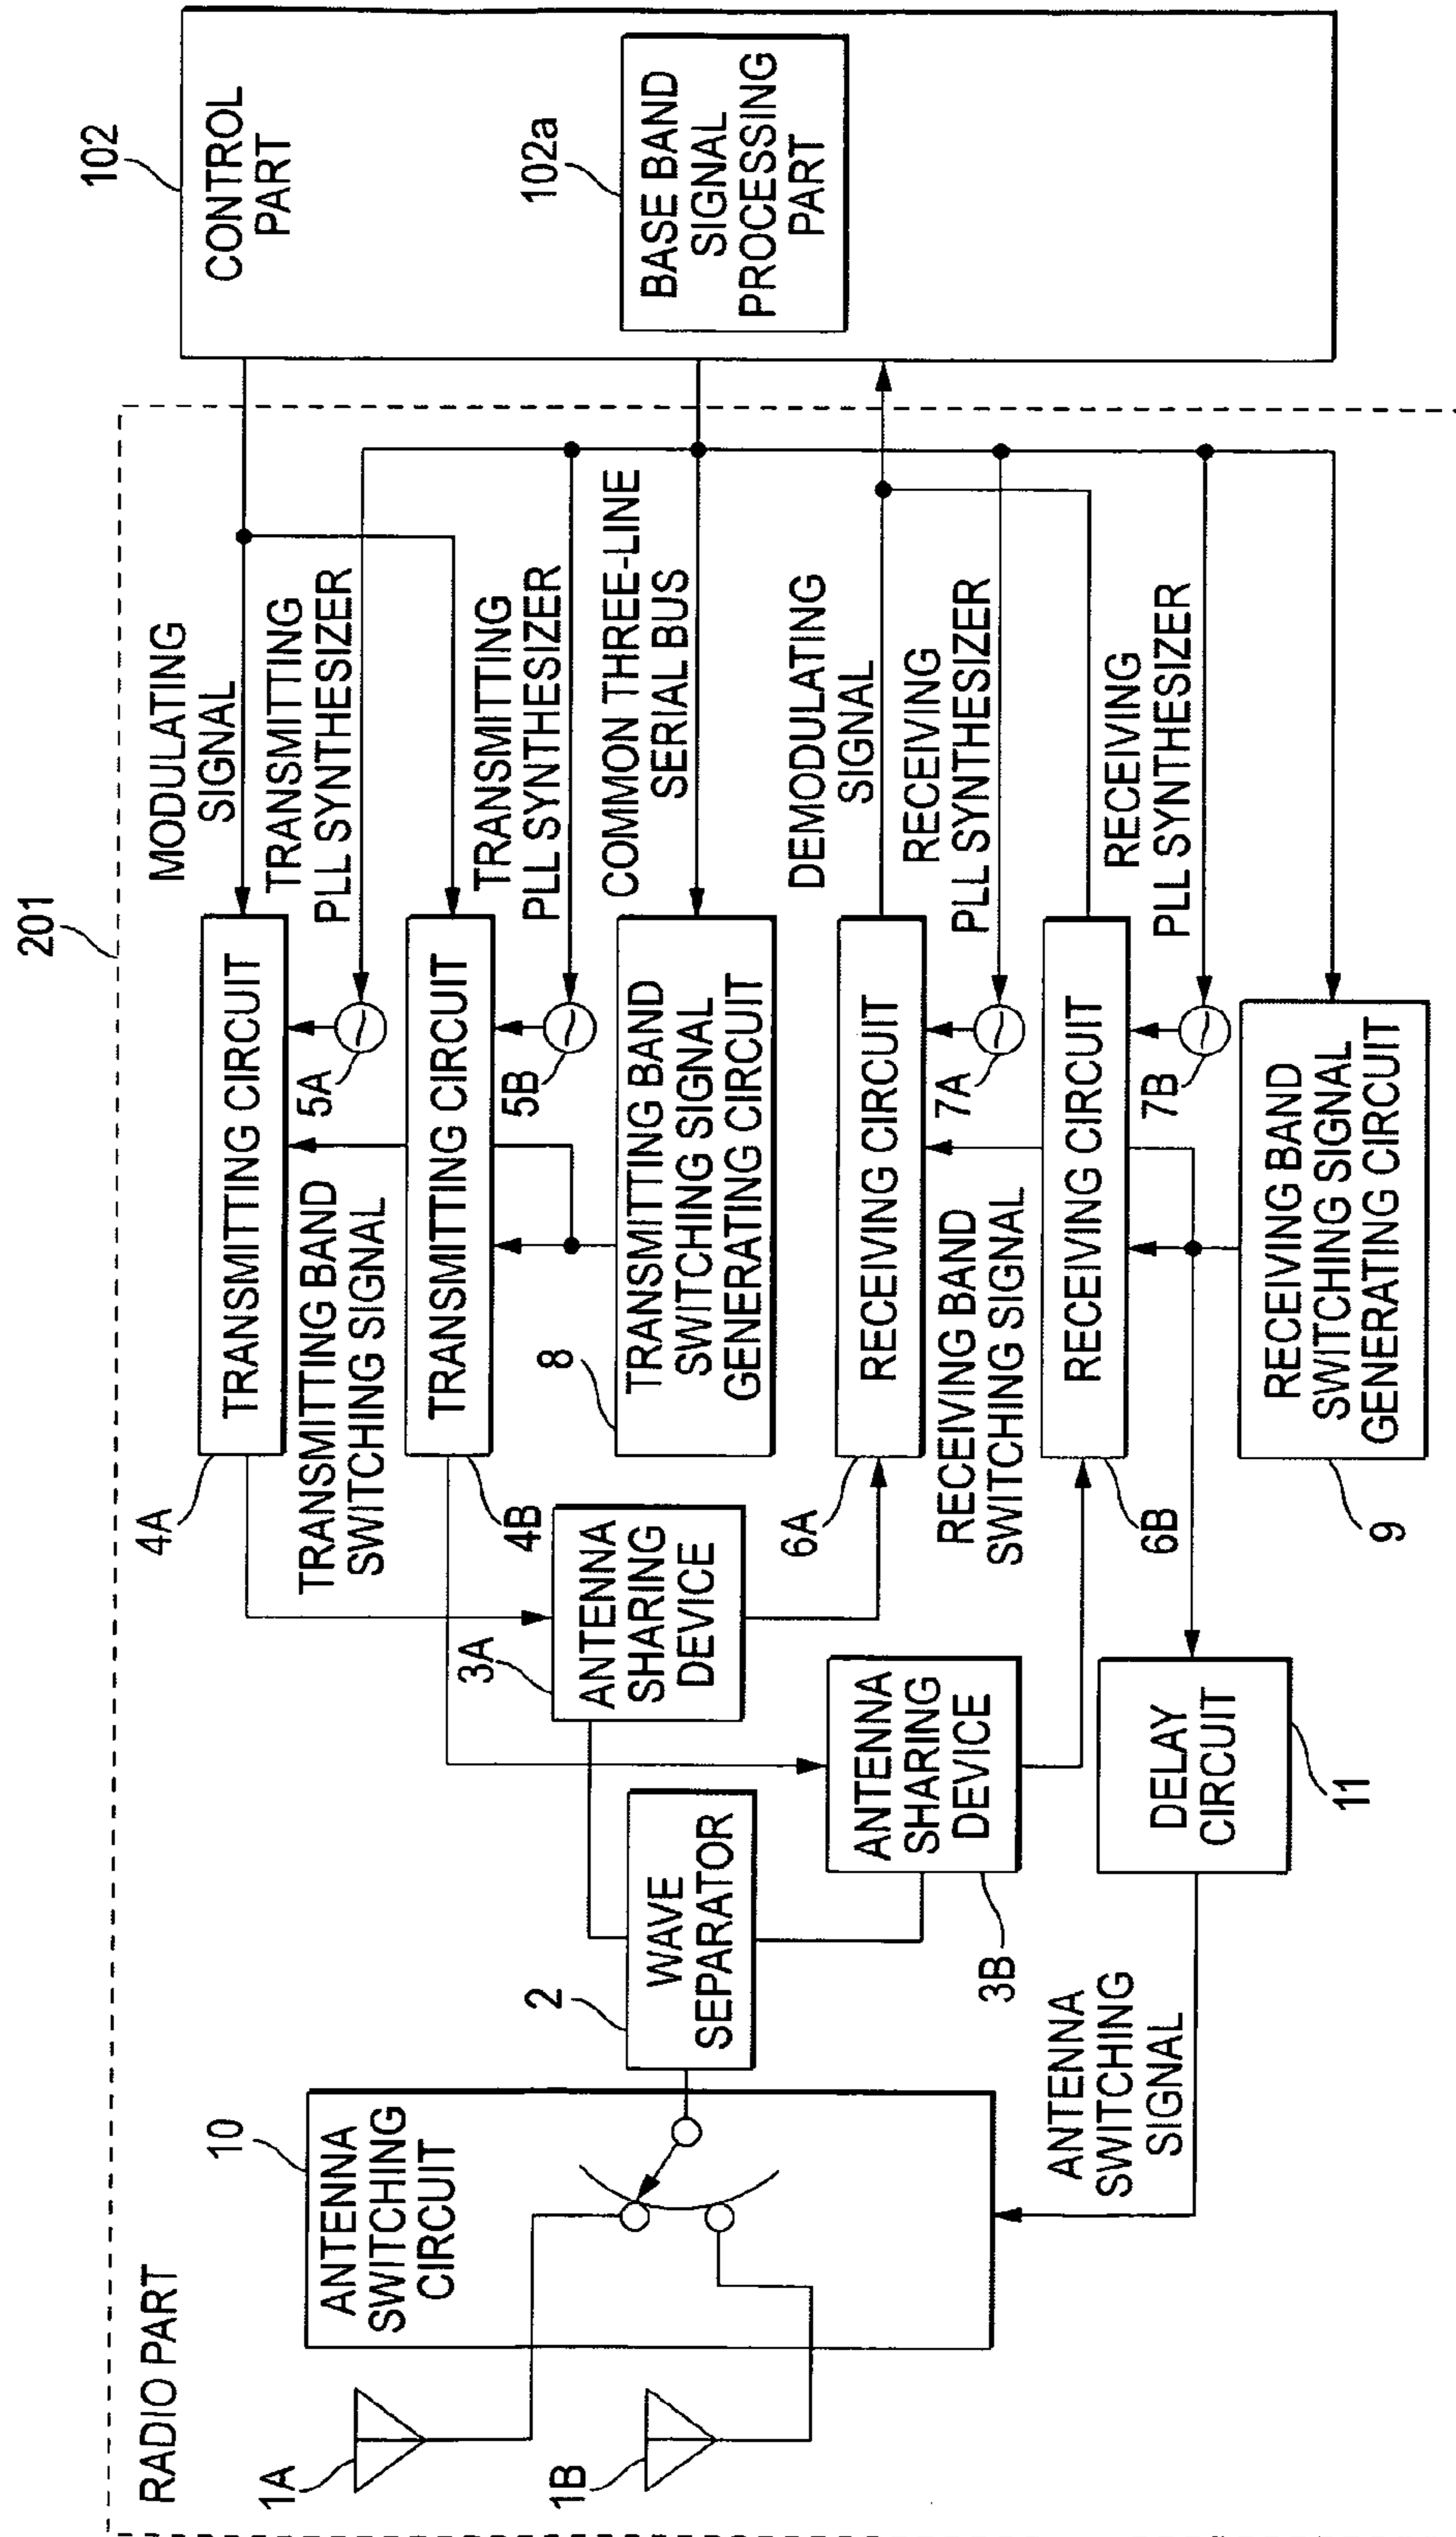 RADIO PART
201
1A
1B
10
ANTENNA
SWITCHING
CIRCUIT
2
WAVE
SEPARATOR
3A
ANTENNA
SHARING
DEVICE
3B
ANTENNA
SHARING
DEVICE
11
DELAY
CIRCUIT
ANTENNA
SWITCHING
SIGNAL
4A
TRANSMITTING CIRCUIT
TRANSMITTING BAND
SWITCHING SIGNAL
4B
TRANSMITTING CIRCUIT
5A
5B
8
TRANSMITTING BAND
SWITCHING SIGNAL
GENERATING CIRCUIT
6A
RECEIVING CIRCUIT
RECEIVING BAND
SWITCHING SIGNAL
6B
RECEIVING CIRCUIT
7A
7B
9
RECEIVING BAND
SWITCHING SIGNAL
GENERATING CIRCUIT
MODULATING
SIGNAL
TRANSMITTING
PLL SYNTHESIZER
TRANSMITTING
PLL SYNTHESIZER
COMMON THREE-LINE
SERIAL BUS
DEMODULATING
SIGNAL
RECEIVING
PLL SYNTHESIZER
RECEIVING
PLL SYNTHESIZER
102
CONTROL
PART
102a
BASE BAND
SIGNAL
PROCESSING
PART